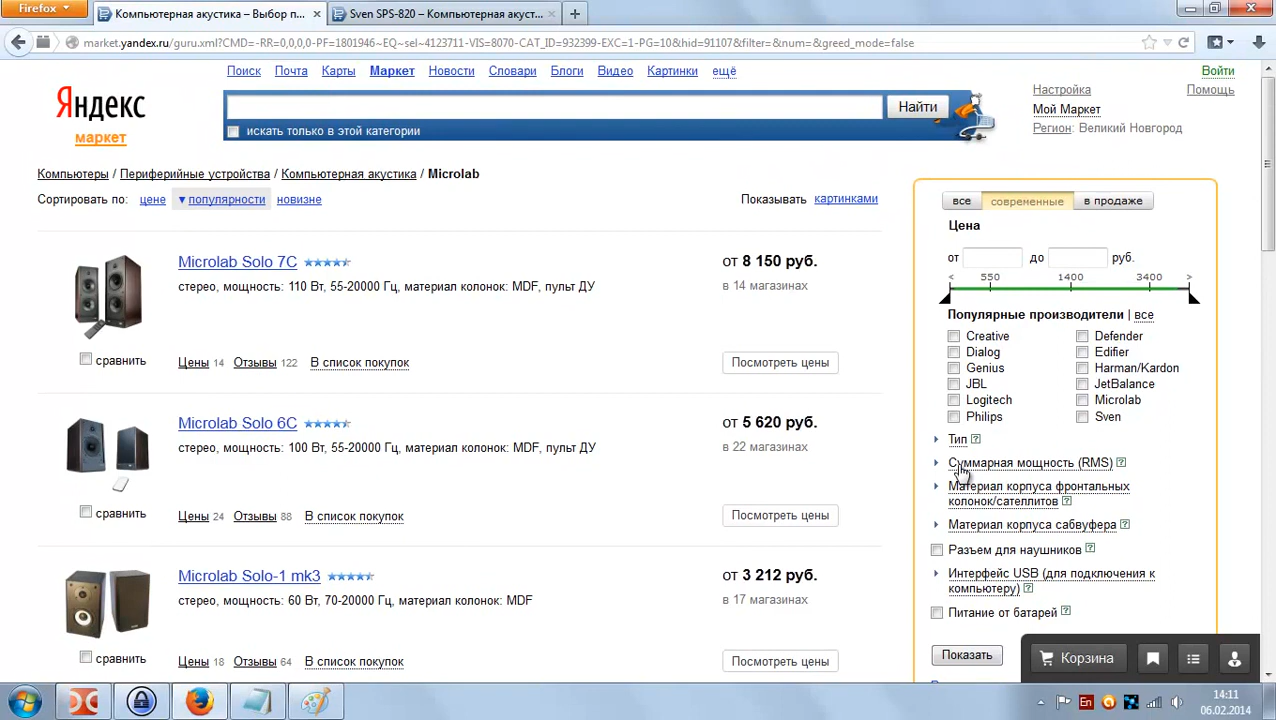 Firefox
Компьютерная акустика – Выбор п...
Sven SPS-820 – Компьютерная акуст...
market.yandex.ru/guru.xml?CMD=-RR=0,0,0,0-PF=1801946~EQ~sel~4123711-VIS=8070-CAT_ID=932399-EXC=1-PG=10&hid=91107&filter=&num=&greed_mode=false
Поиск Почта Карты Маркет Новости Словари Блоги Видео Картинки ещё
Войти
Яндекс
маркет
Найти
искать только в этой категории
Настройка
Помощь
Мой Маркет
Регион: Великий Новгород
Компьютеры / Периферийные устройства / Компьютерная акустика / Microlab
Сортировать по: цене ▼ популярности новизне
Показывать картинками
Microlab Solo 7C
стерео, мощность: 110 Вт, 55-20000 Гц, материал колонок: MDF, пульт ДУ
от 8 150 руб.
в 14 магазинах
сравнить
Цены 14 Отзывы 122 В список покупок
Посмотреть цены
Microlab Solo 6C
стерео, мощность: 100 Вт, 55-20000 Гц, материал колонок: MDF, пульт ДУ
от 5 620 руб.
в 22 магазинах
сравнить
Цены 24 Отзывы 88 В список покупок
Посмотреть цены
Microlab Solo-1 mk3
стерео, мощность: 60 Вт, 70-20000 Гц, материал колонок: MDF
от 3 212 руб.
в 17 магазинах
сравнить
Цены 18 Отзывы 64 В список покупок
Посмотреть цены
все современные в продаже
Цена
от до руб.
< 550 1400 3400 >
Популярные производители | все
Creative Defender
Dialog Edifier
Genius Harman/Kardon
JBL JetBalance
Logitech Microlab
Philips Sven
Тип ?
Суммарная мощность (RMS) ?
Материал корпуса фронтальных
колонок/сателлитов ?
Материал корпуса сабвуфера ?
Разъем для наушников ?
Интерфейс USB (для подключения к
компьютеру) ?
Питание от батарей ?
Показать
Корзина
En
14:11
06.02.2014